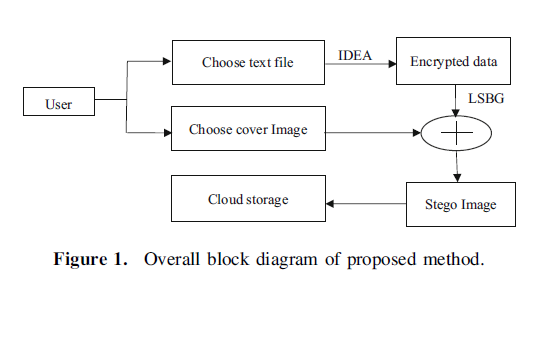 IDEA
Choose text file
Encrypted data
User
LSBG
Choose cover Image
Cloud storage
Stego Image
Figure 1. Overall block diagram of proposed method.